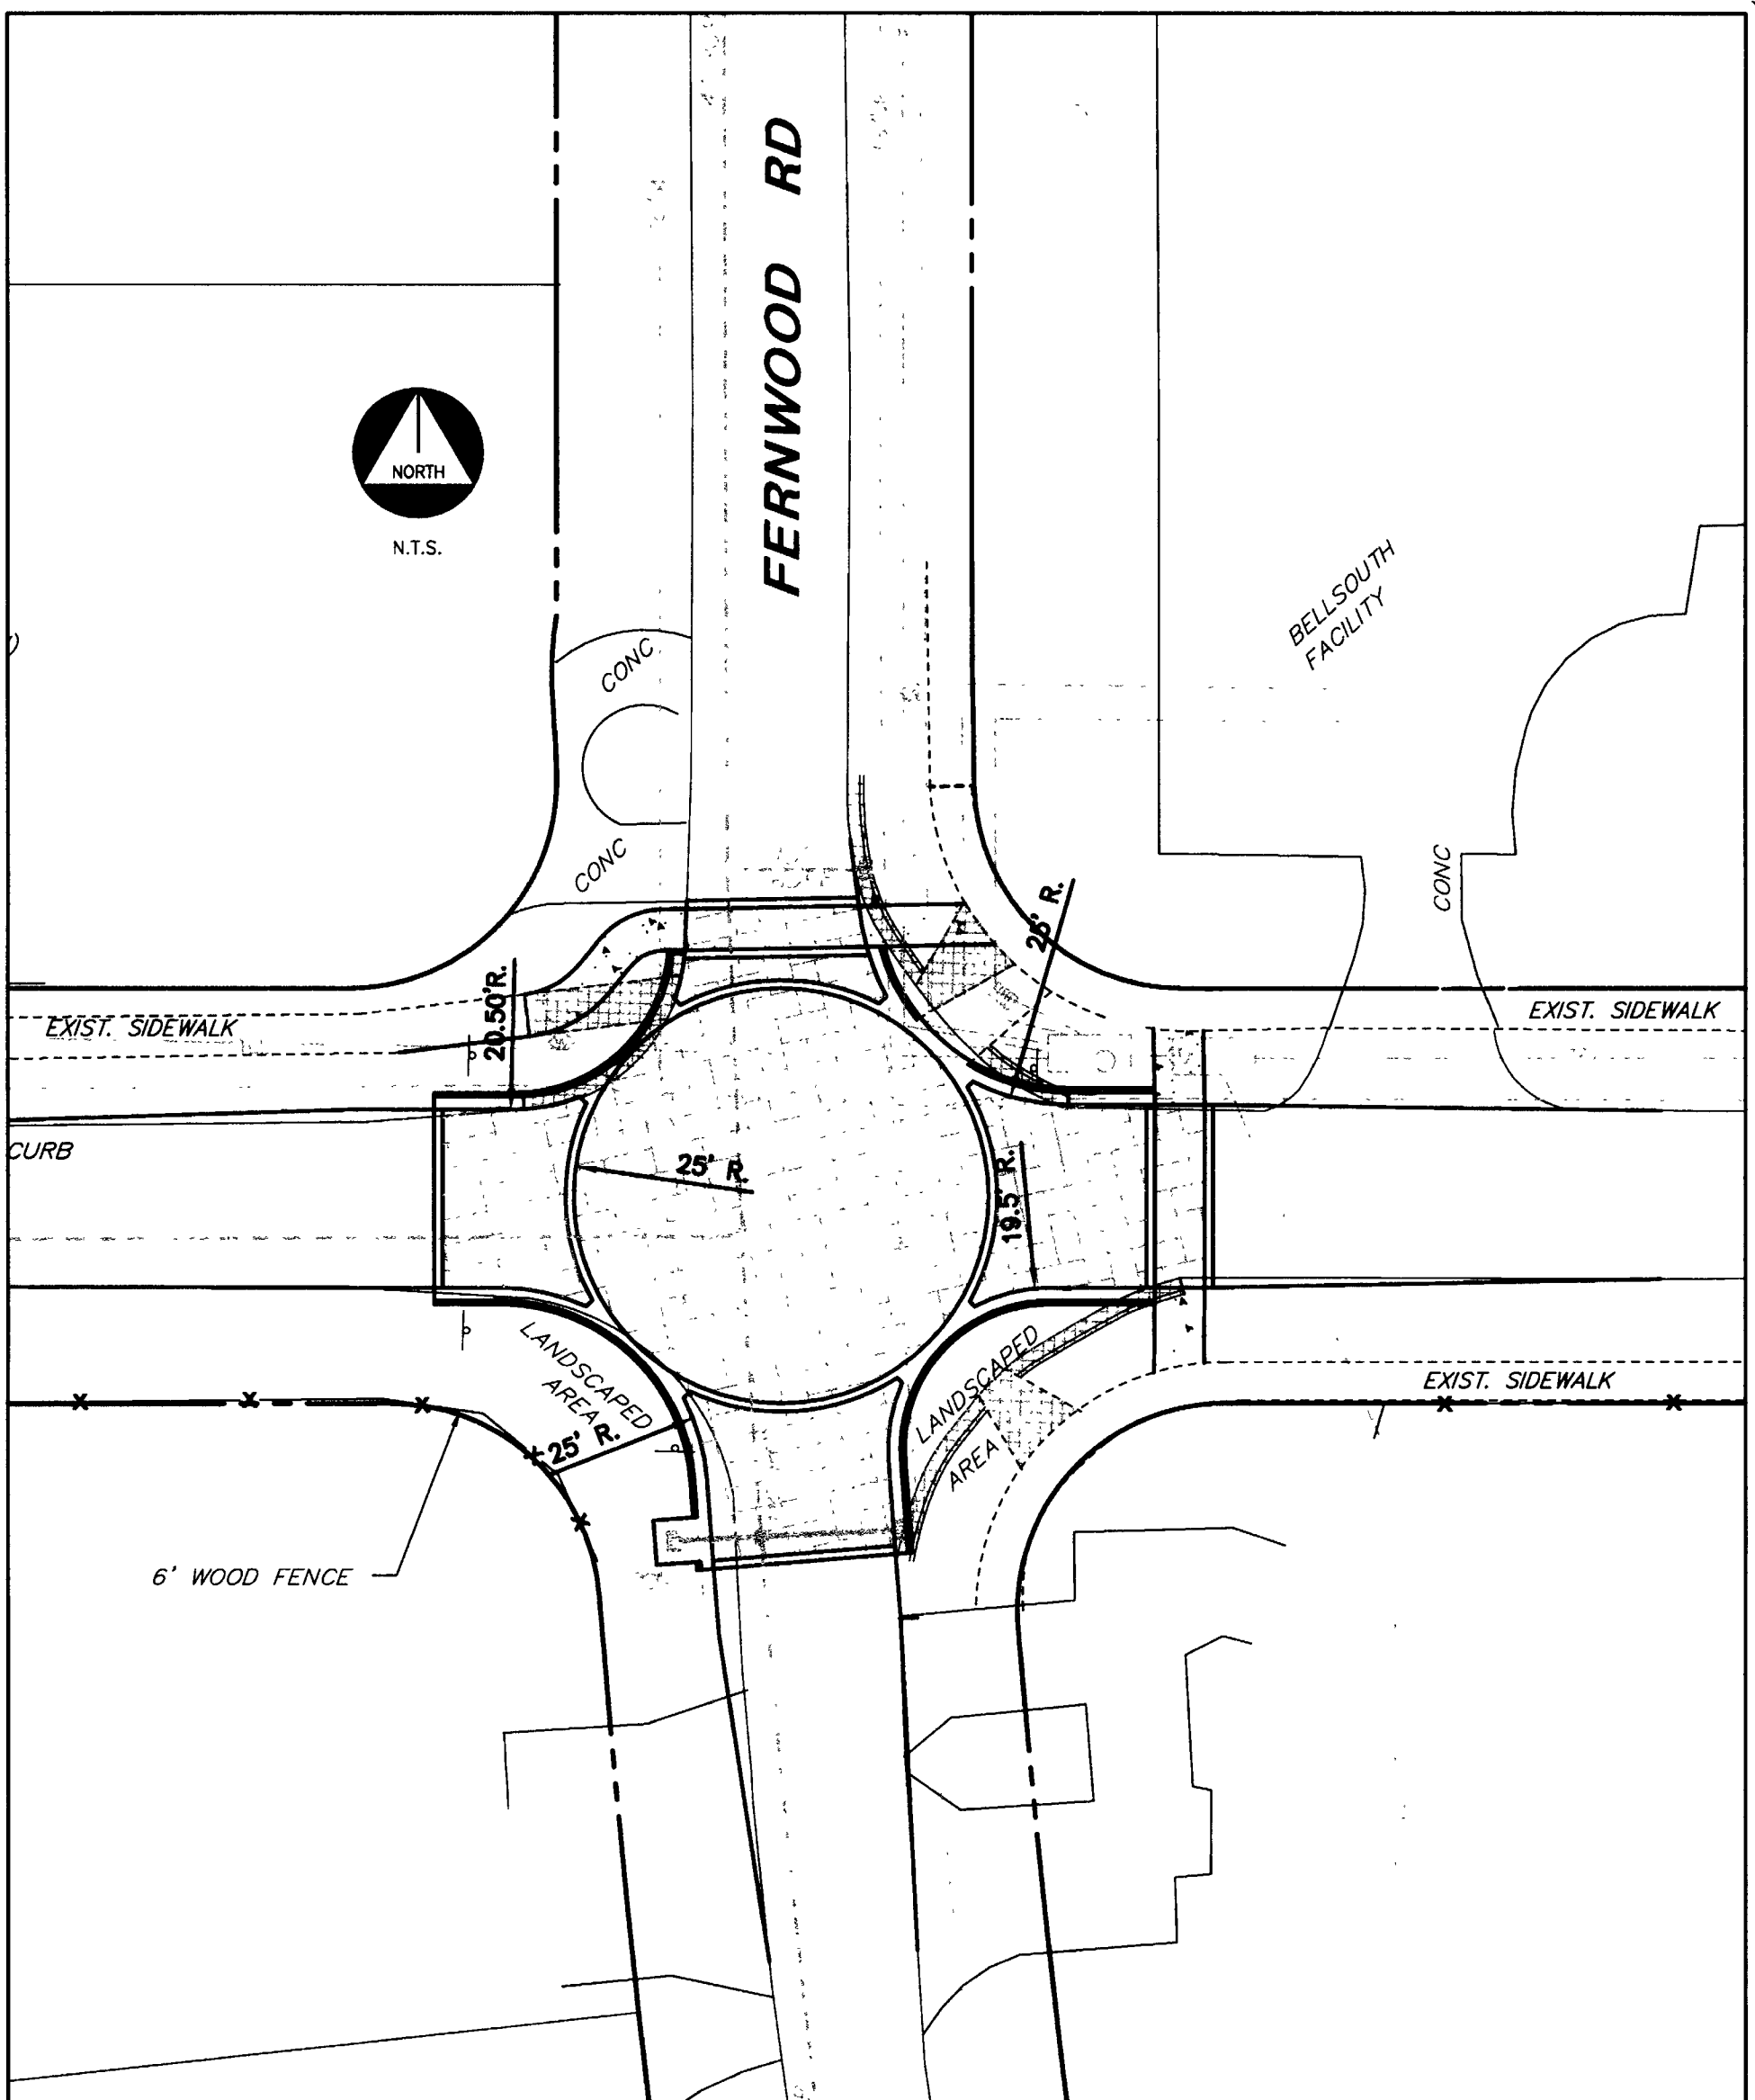 FERNWOOD RD
NORTH
N.T.S.
BELLSOUTH
FACILITY
CONC
CONC
CONC
25' R.
20.50'R.
EXIST. SIDEWALK
EXIST. SIDEWALK
CURB
25' R.
19.5' R.
LANDSCAPED
AREA
25' R.
LANDSCAPED
AREA
EXIST. SIDEWALK
6' WOOD FENCE